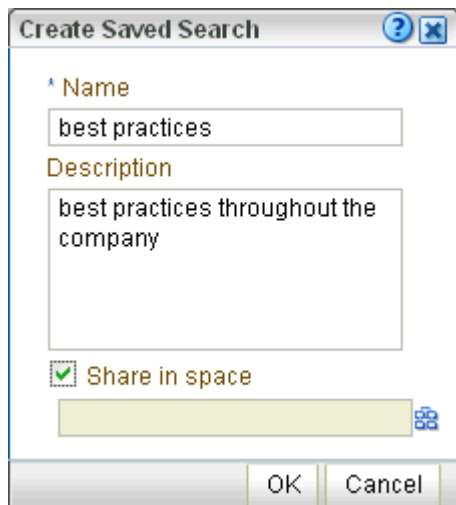 Create Saved Search ?
* Name
best practices
Description
best practices throughout the
company
Share in space
OK Cancel